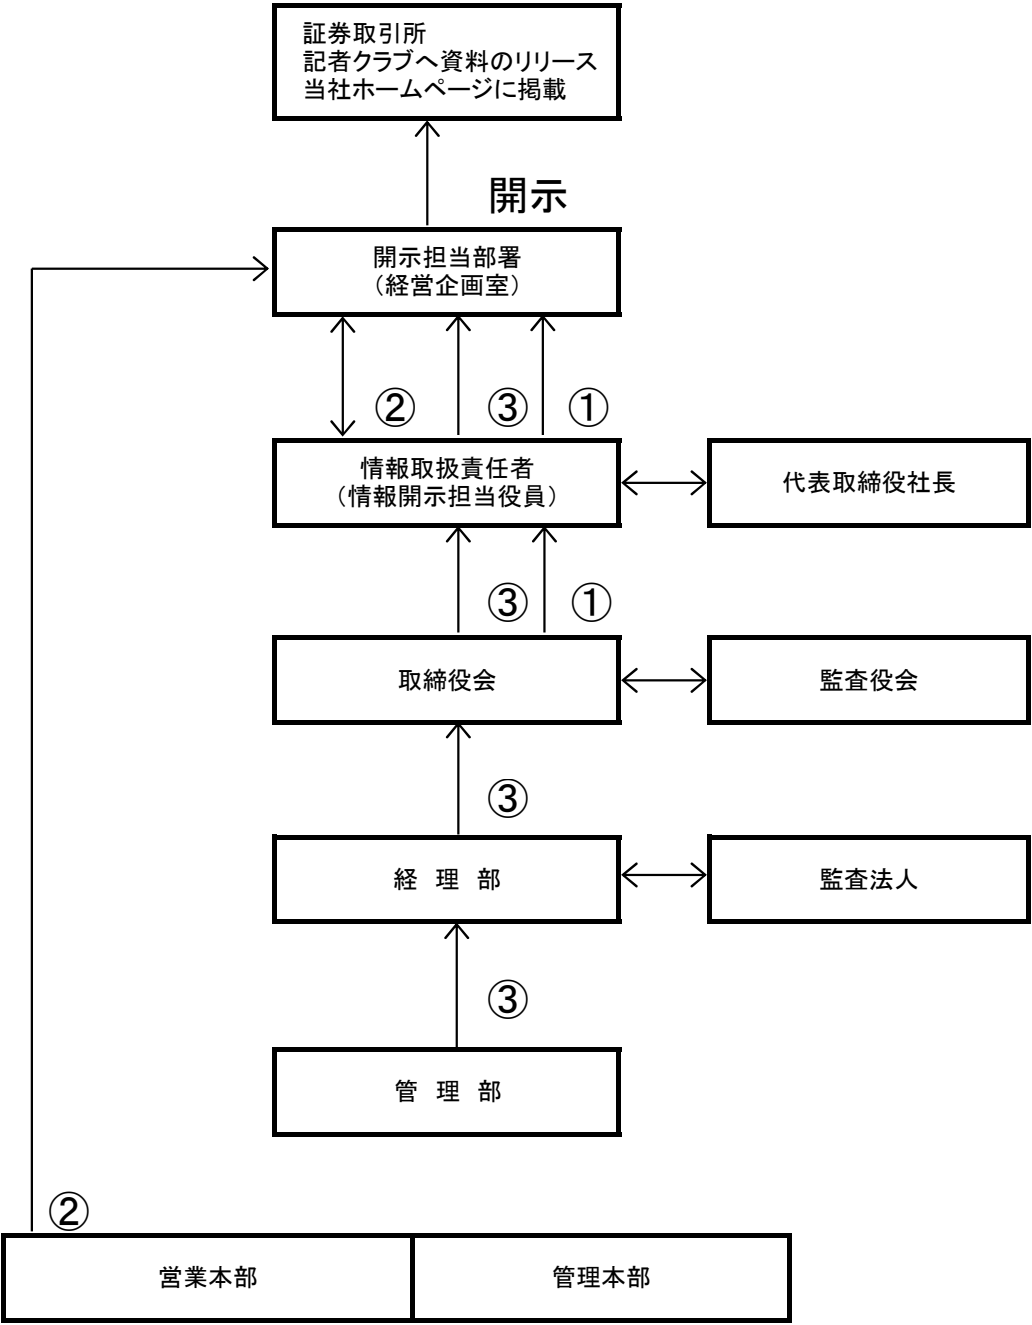 証券取引所
記者クラブへ資料のリリース
当社ホームページに掲載
開示
開示担当部署
（経営企画室）
② ③ ①
情報取扱責任者
（情報開示担当役員）
代表取締役社長
③ ①
取締役会
監査役会
③
経 理 部
監査法人
③
管 理 部
②
営業本部
管理本部